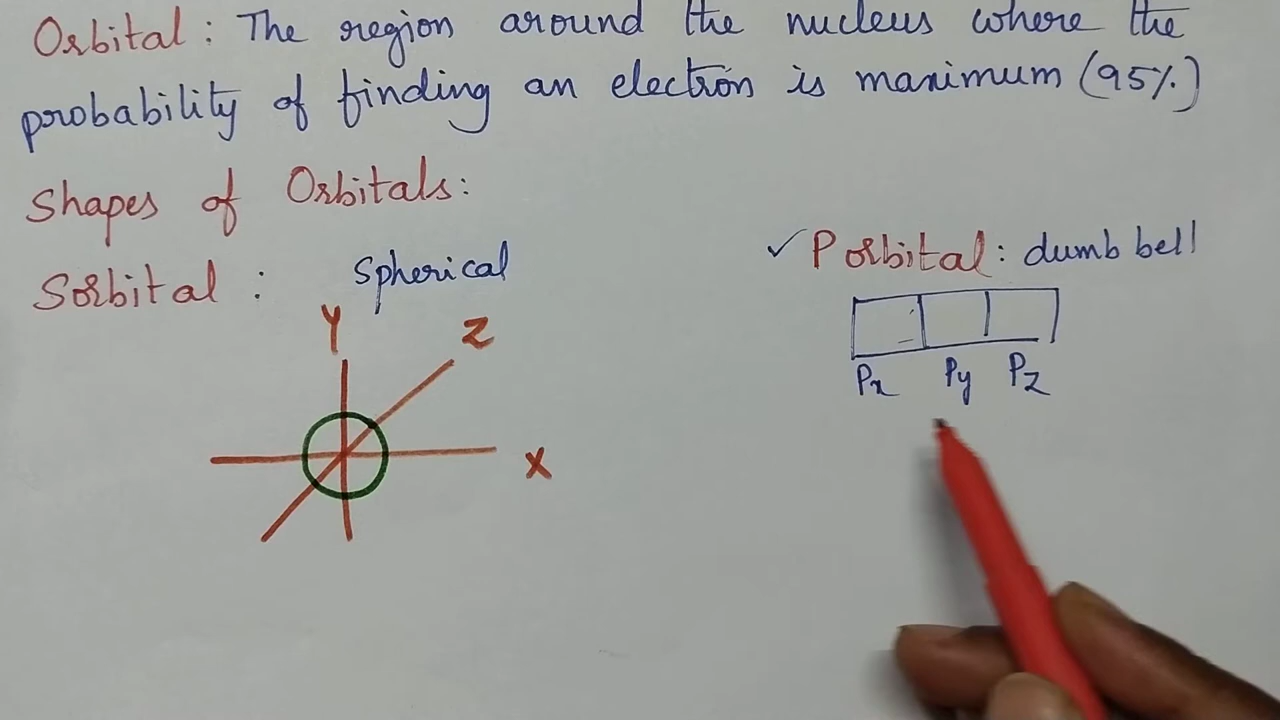 Orbital: The region around the nucleus where the
probability of finding an electron is maximum (95%)
Shapes of Orbitals:
S orbital : Spherical
Y
Z
X
✓ P orbital: dumb bell
Px Py Pz